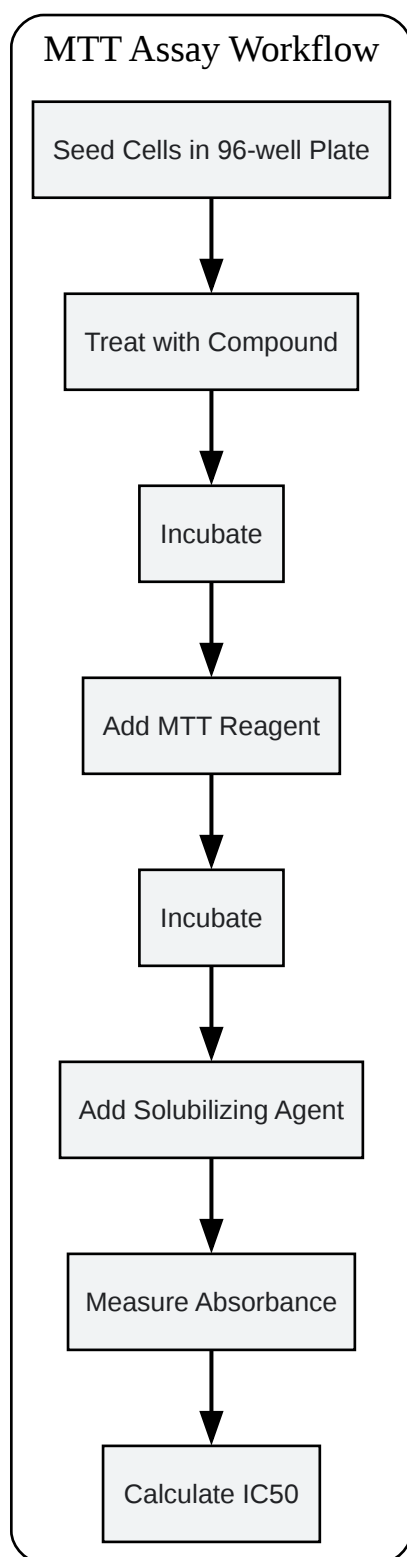 MTT Assay Workflow
Seed Cells in 96-well Plate
Treat with Compound
Incubate
Add MTT Reagent
Incubate
Add Solubilizing Agent
Measure Absorbance
Calculate IC50